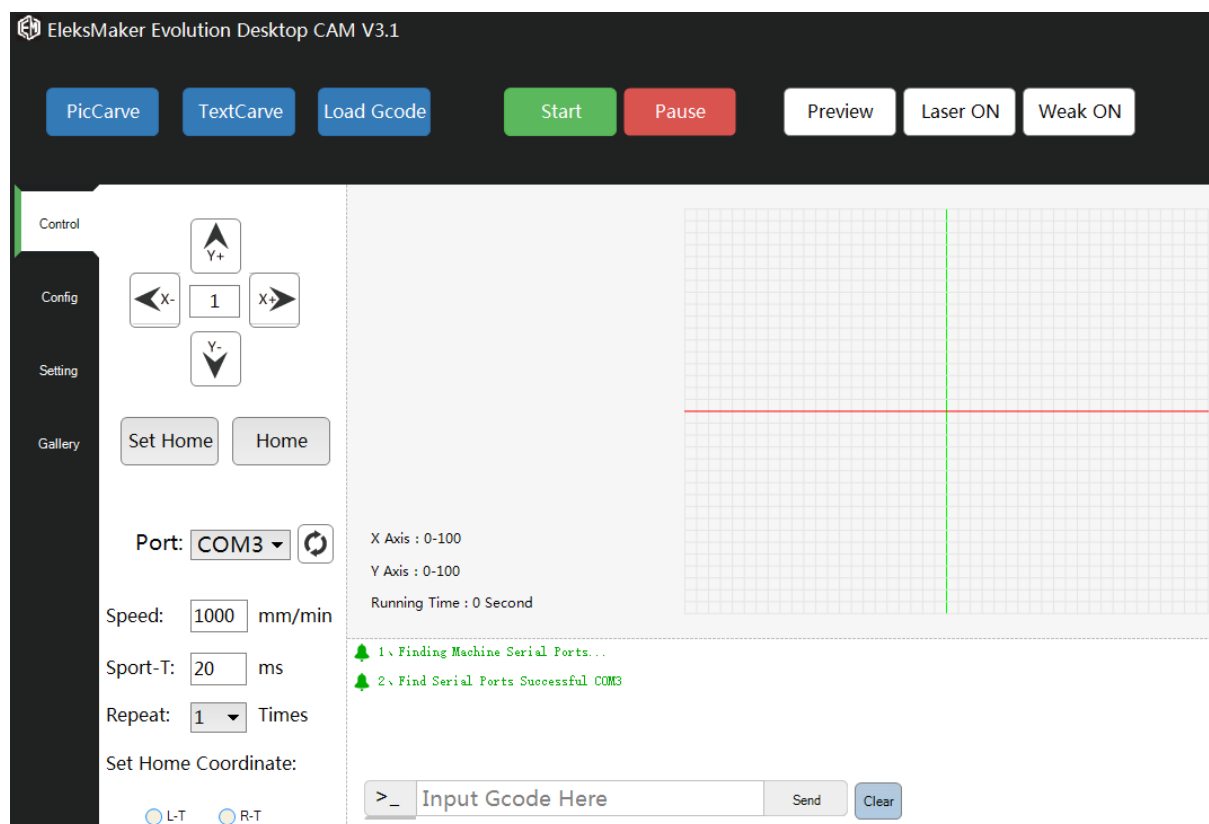 EleksMaker Evolution Desktop CAM V3.1
PicCarve TextCarve Load Gcode Start Pause Preview Laser ON Weak ON
Control
Config
Setting
Gallery
Y+
X- 1 X+
Y-
Set Home Home
Port: COM3
Speed: 1000 mm/min
Sport-T: 20 ms
Repeat: 1 Times
Set Home Coordinate:
L-T R-T
X Axis : 0-100
Y Axis : 0-100
Running Time : 0 Second
1、Finding Machine Serial Ports...
2、Find Serial Ports Successful COM3
>_ Input Gcode Here Send Clear